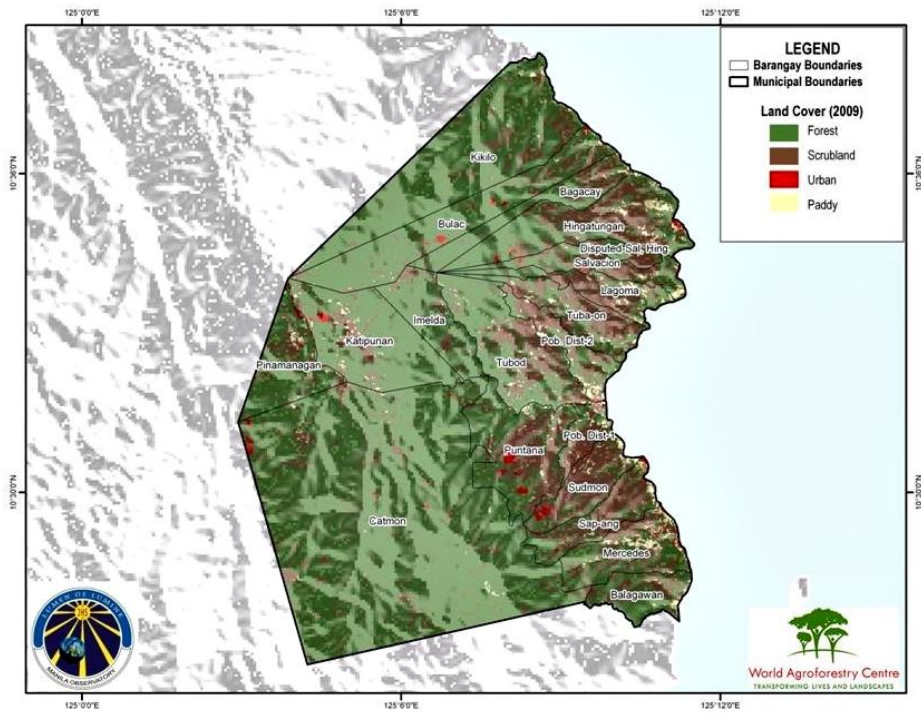 125°0'0"E
125°6'0"E
125°12'0"E
LEGEND
Barangay Boundaries
Municipal Boundaries
Land Cover (2009)
Forest
Scrubland
Urban
Paddy
Kikilo
Bagacay
Bulac
Hingatungan
Disputed-Sal. Hing.
Salvacion
Lagoma
Tuba-on
Imelda
Katipunan
Pob. Dist-2
Pinamanagan
Tubod
Pob. Dist-1
Puntana
Sudmon
Catmon
Sap-ang
Mercedes
Balagawan
10°36'0"N
10°30'0"N
10°30'0"N
LUMEN DE LUMINE
IHS
MANILA OBSERVATORY
World Agroforestry Centre
TRANSFORMING LIVES AND LANDSCAPES
125°0'0"E
125°6'0"E
125°12'0"E